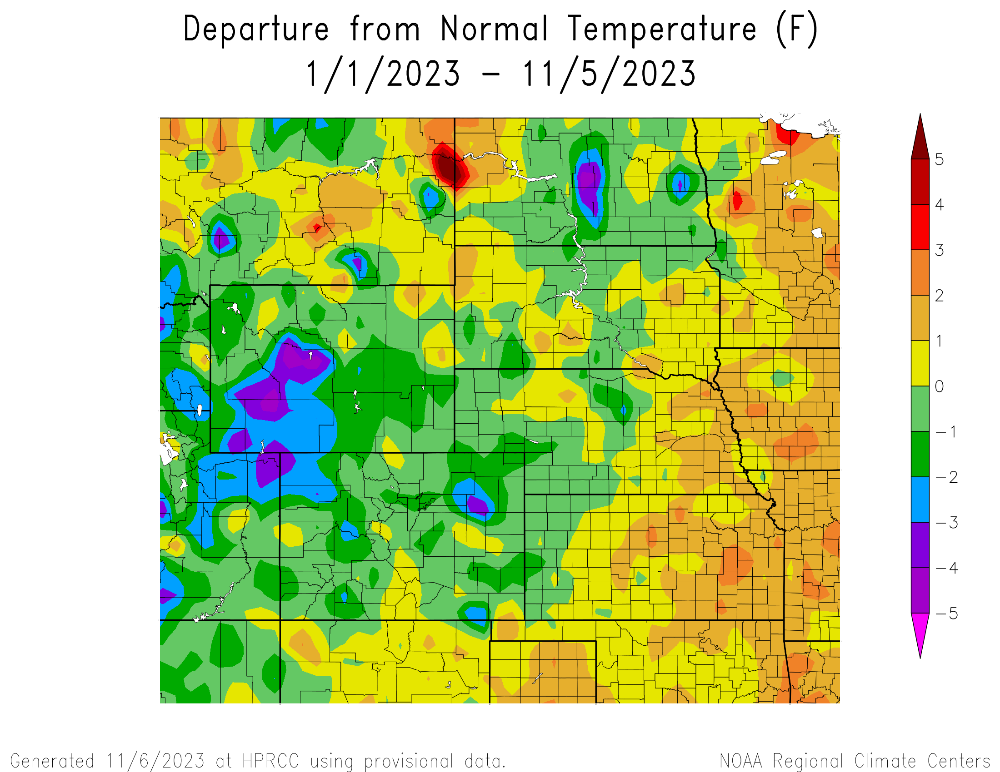 Departure from Normal Temperature (F)
1/1/2023 – 11/5/2023
5
4
3
2
1
0
−1
−2
−3
−4
−5
Generated 11/6/2023 at HPRCC using provisional data.
NOAA Regional Climate Centers